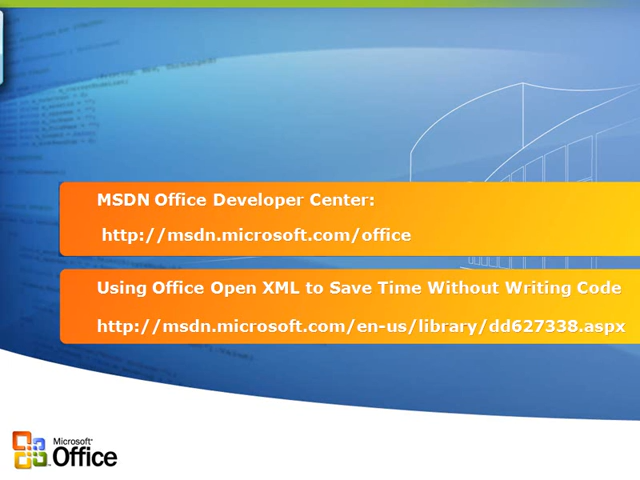 MSDN Office Developer Center:
http://msdn.microsoft.com/office
Using Office Open XML to Save Time Without Writing Code
http://msdn.microsoft.com/en-us/library/dd627338.aspx
Microsoft®
Office